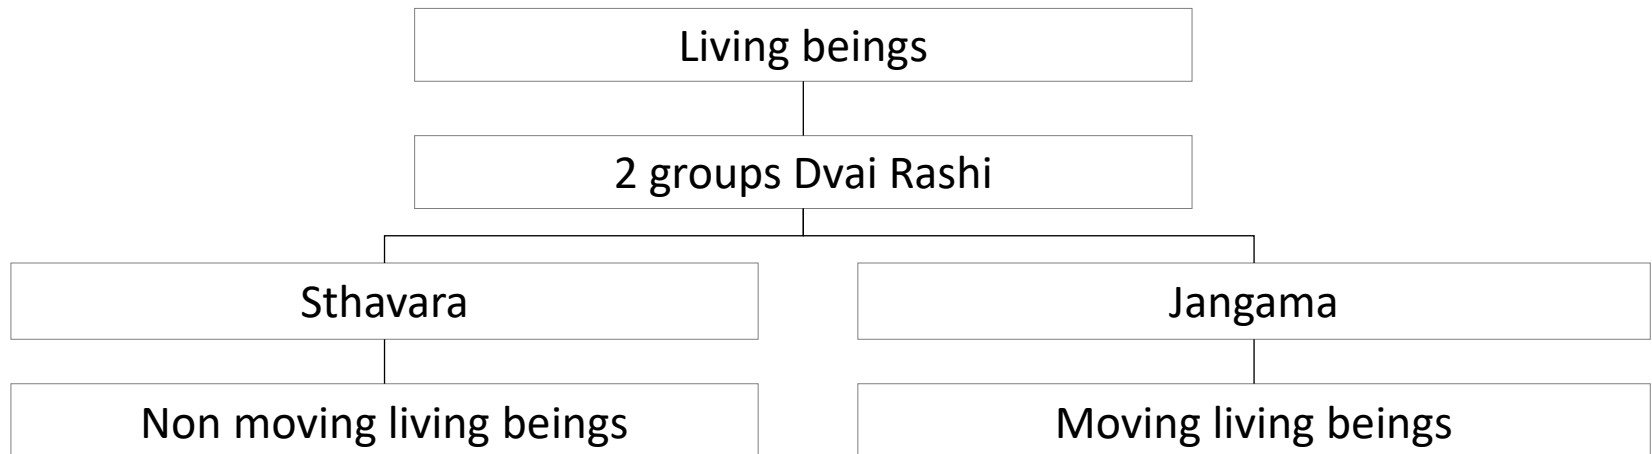 Living beings
2 groups Dvai Rashi
Sthavara
Jangama
Non moving living beings
Moving living beings